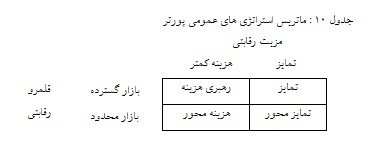 جدول ۱۰ : ماتریس استراتژی های عمومی پورتر
مزیت رقابتی
تمایز هزینه کمتر
قلمرو بازار گسترده رهبری هزینه تمایز
رقابتی بازار محدود هزینه محور تمایز محور